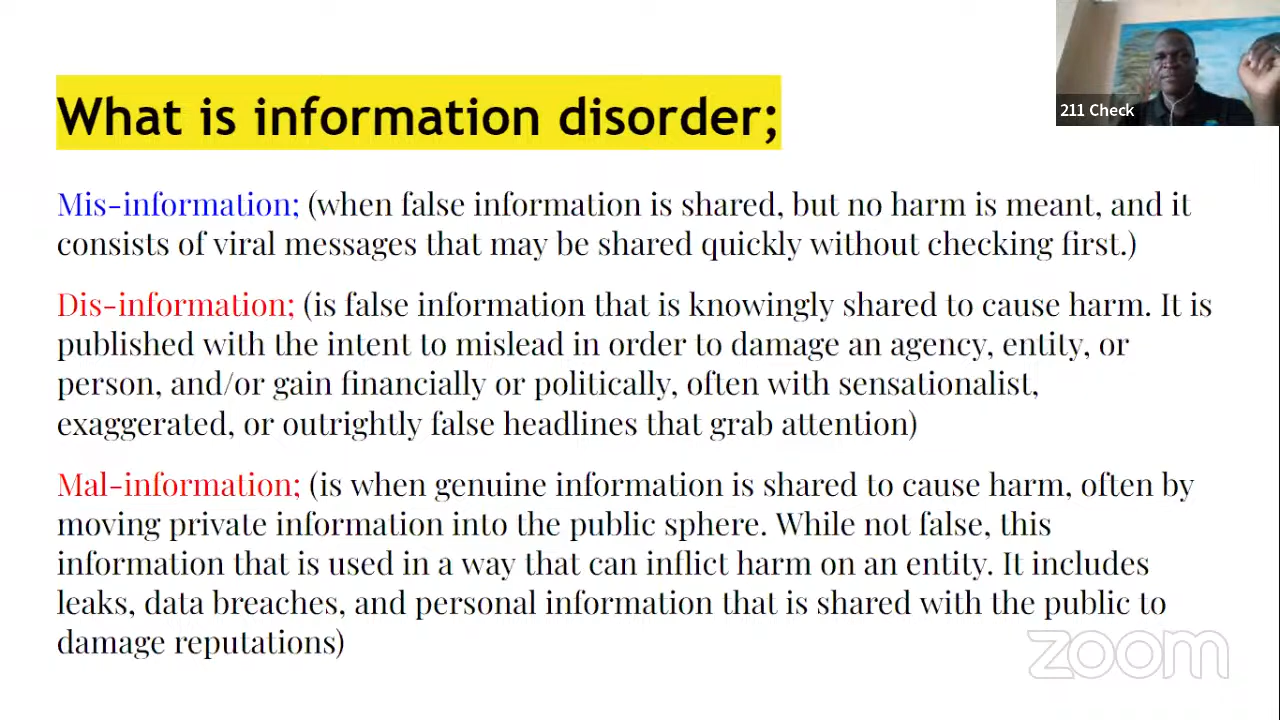 What is information disorder;
211 Check
Mis-information; (when false information is shared, but no harm is meant, and it
consists of viral messages that may be shared quickly without checking first.)
Dis-information; (is false information that is knowingly shared to cause harm. It is
published with the intent to mislead in order to damage an agency, entity, or
person, and/or gain financially or politically, often with sensationalist,
exaggerated, or outrightly false headlines that grab attention)
Mal-information; (is when genuine information is shared to cause harm, often by
moving private information into the public sphere. While not false, this
information that is used in a way that can inflict harm on an entity. It includes
leaks, data breaches, and personal information that is shared with the public to
damage reputations)
zoom